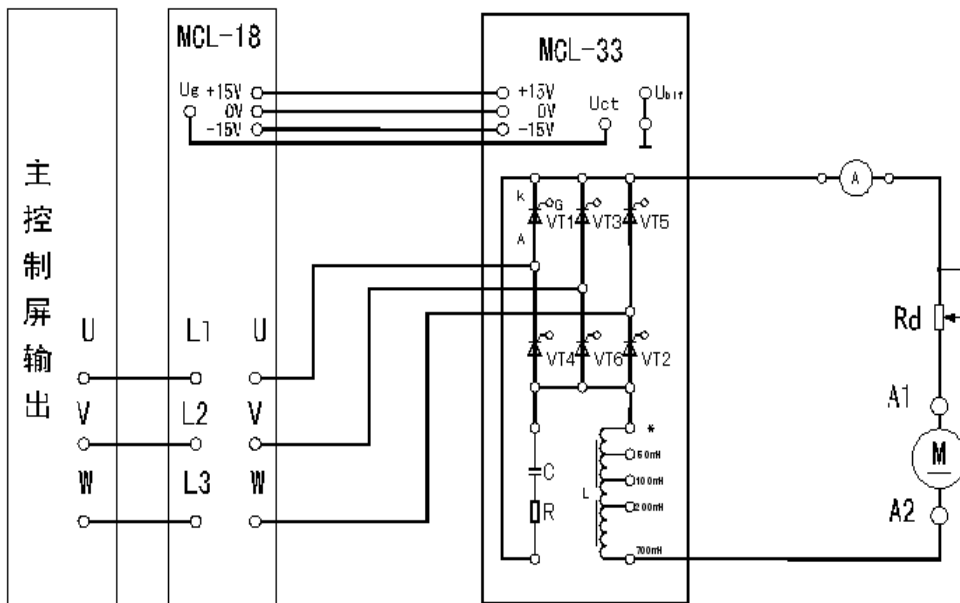 MCL-18
MCL-33
Ug +15V
0V
-15V
+15V
0V
-15V
Uct
Ublf
主控制屏输出
k
G
VT1
VT3
VT5
A
A
U
L1
U
VT4
VT6
VT2
Rd
V
L2
V
A1
*
50mH
C
100mH
M
W
L3
W
L
R
200mH
A2
700mH